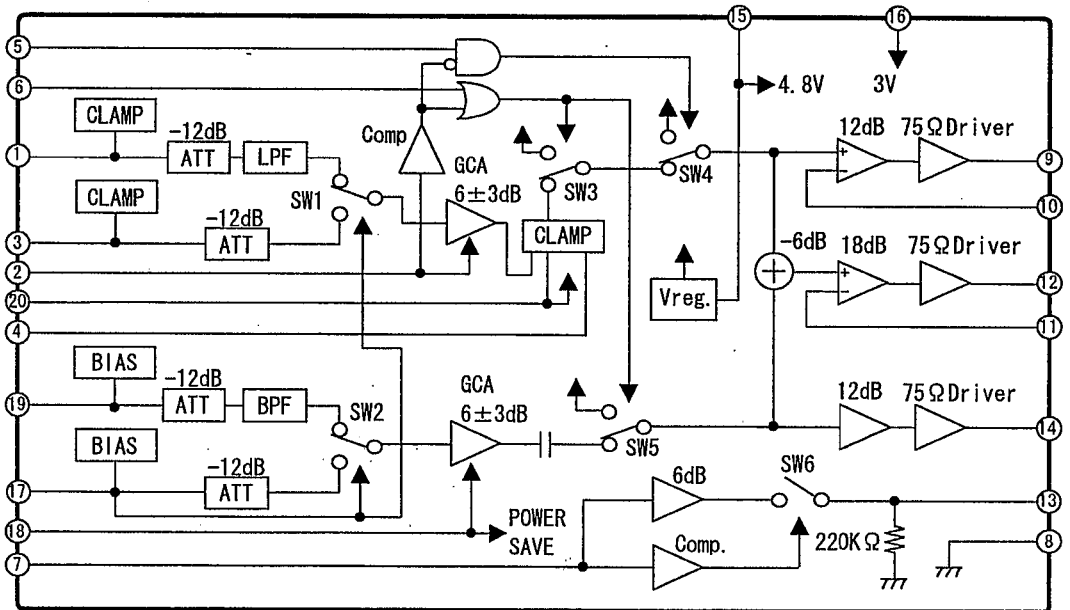 15
16
5
4.8V
3V
6
CLAMP
-12dB
Comp
12dB
75ΩDriver
1
ATT
LPF
GCA
9
SW3
SW4
CLAMP
SW1
6±3dB
10
-12dB
CLAMP
-6dB
18dB
75ΩDriver
3
ATT
2
12
20
Vreg.
11
4
BIAS
-12dB
GCA
12dB
75ΩDriver
19
ATT
BPF
SW2
6±3dB
14
BIAS
SW5
-12dB
6dB
SW6
17
ATT
13
18
POWER
SAVE
Comp.
220KΩ
8
7